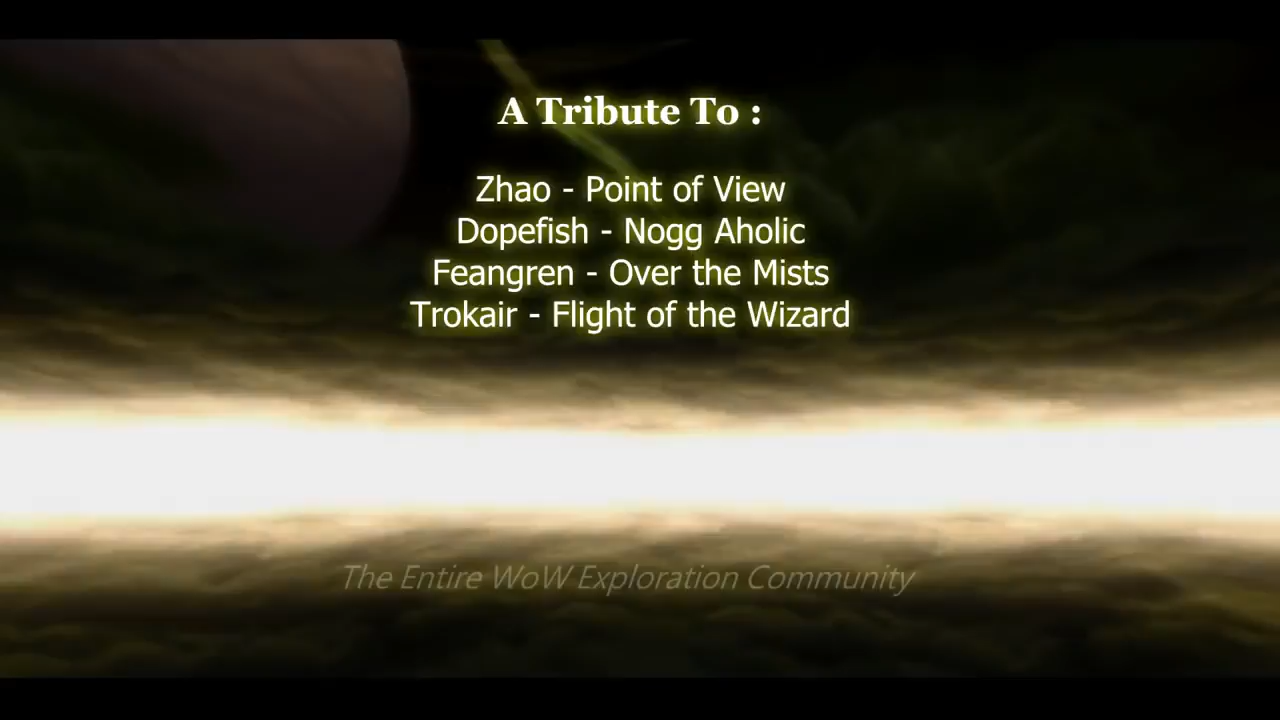 A Tribute To :
Zhao - Point of View
Dopefish - Nogg Aholic
Feangren - Over the Mists
Trokair - Flight of the Wizard
The Entire WoW Exploration Community